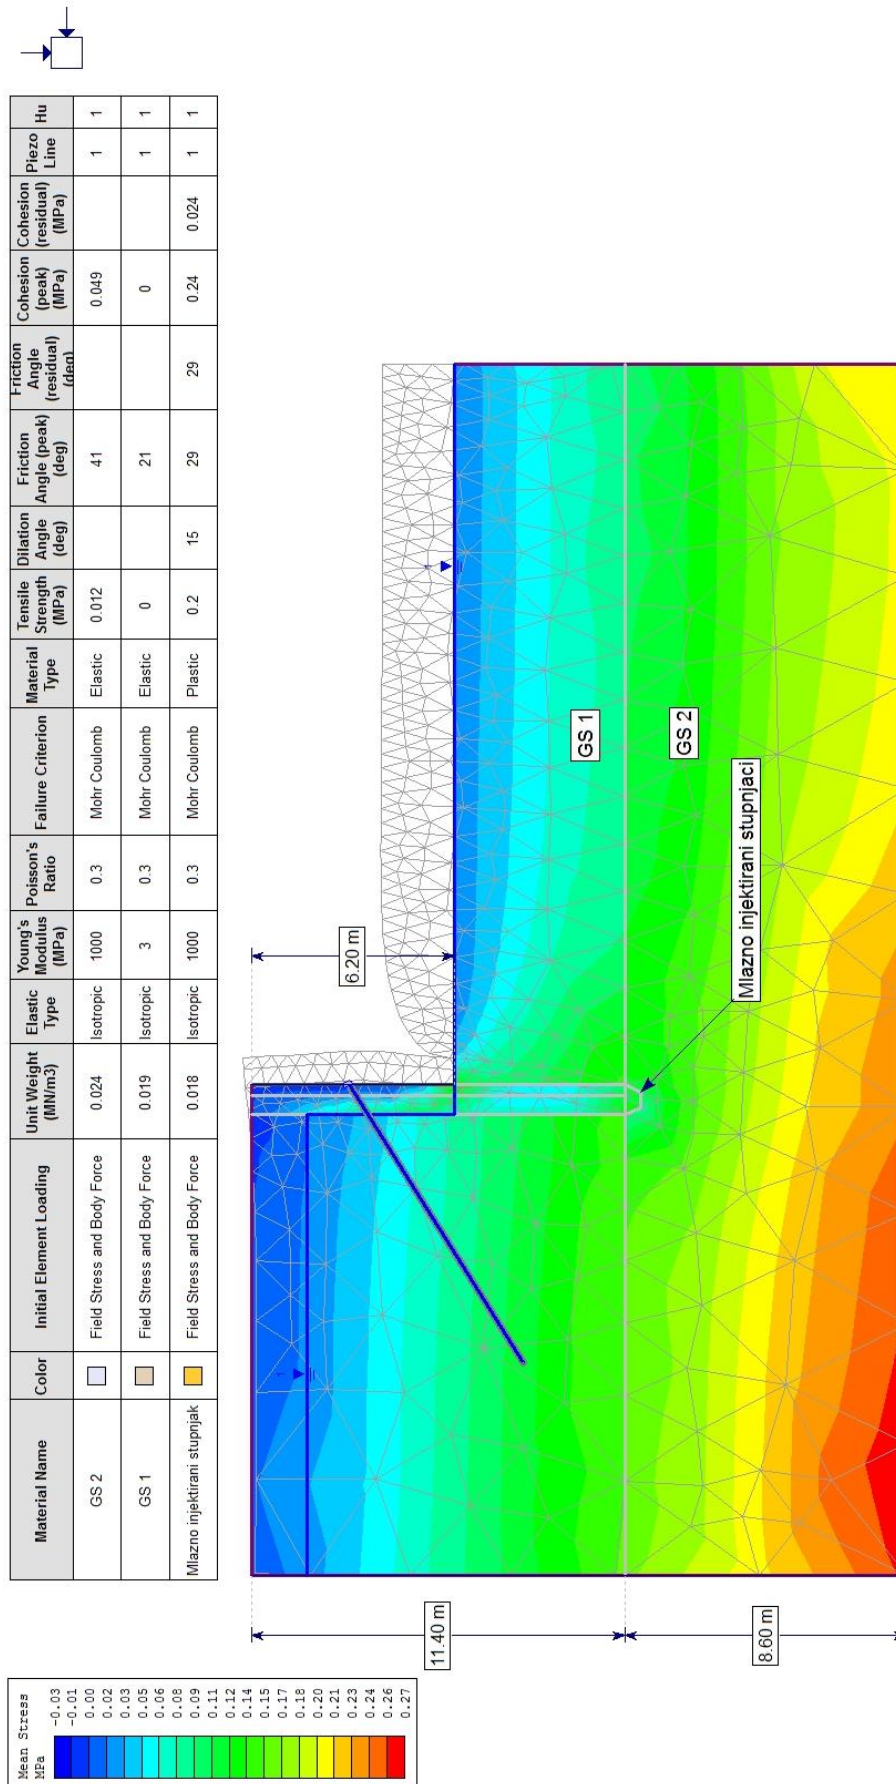 Material Name | Color | Initial Element Loading | Unit Weight (MN/m3) | Elastic Type | Young's Modulus (MPa) | Poisson's Ratio | Failure Criterion | Material Type | Tensile Strength (MPa) | Dilation Angle (deg) | Friction Angle (peak) (deg) | Friction Angle (residual) (deg) | Cohesion (peak) (MPa) | Cohesion (residual) (MPa) | Piezo Line | Hu
GS 2 | Field Stress and Body Force | 0.024 | Isotropic | 1000 | 0.3 | Mohr Coulomb | Elastic | 0.012 | 41 | 0.049 | 1 | 1
GS 1 | Field Stress and Body Force | 0.019 | Isotropic | 3 | 0.3 | Mohr Coulomb | Elastic | 0 | 21 | 0 | 1 | 1
Mlazno injektirani stupnjak | Field Stress and Body Force | 0.018 | Isotropic | 1000 | 0.3 | Mohr Coulomb | Plastic | 0.2 | 15 | 29 | 29 | 0.24 | 0.024 | 1 | 1
Mean Stress
MPa
-0.03
-0.01
0.00
0.02
0.03
0.05
0.06
0.08
0.09
0.11
0.12
0.14
0.15
0.17
0.18
0.20
0.21
0.23
0.24
0.26
0.27
11.40 m
8.60 m
6.20 m
1
1
GS 1
GS 2
Mlazno injektirani stupnjaci